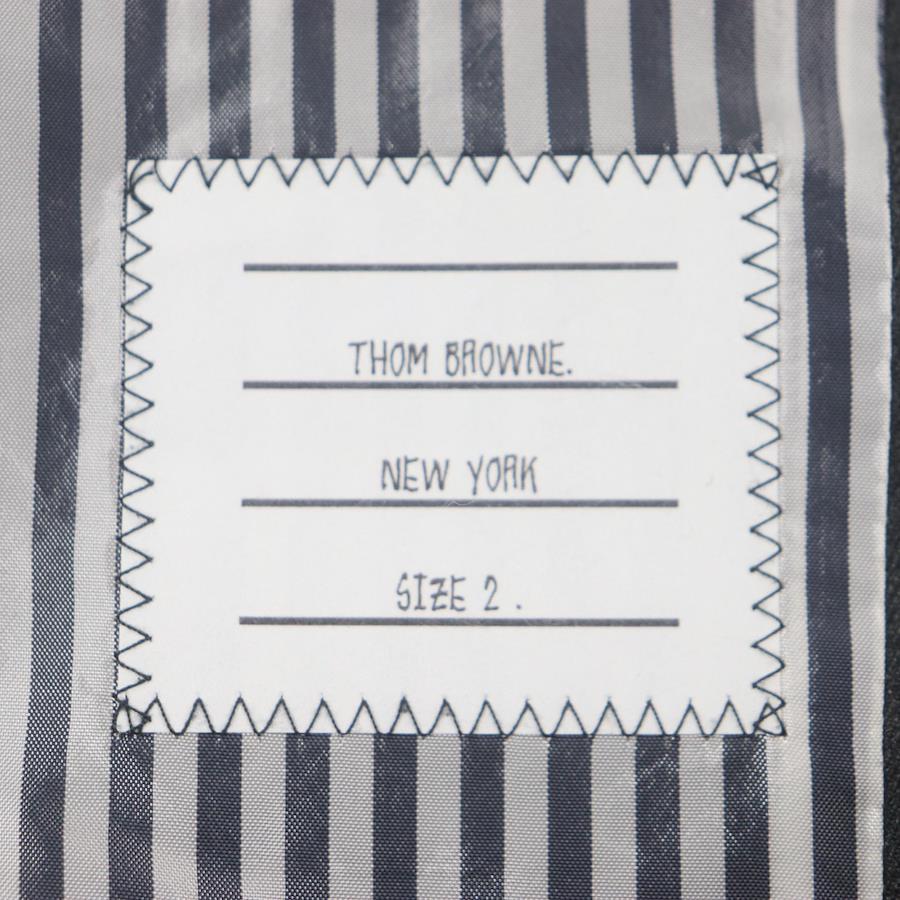 THOM BROWNE.
NEW YORK
SIZE 2 .